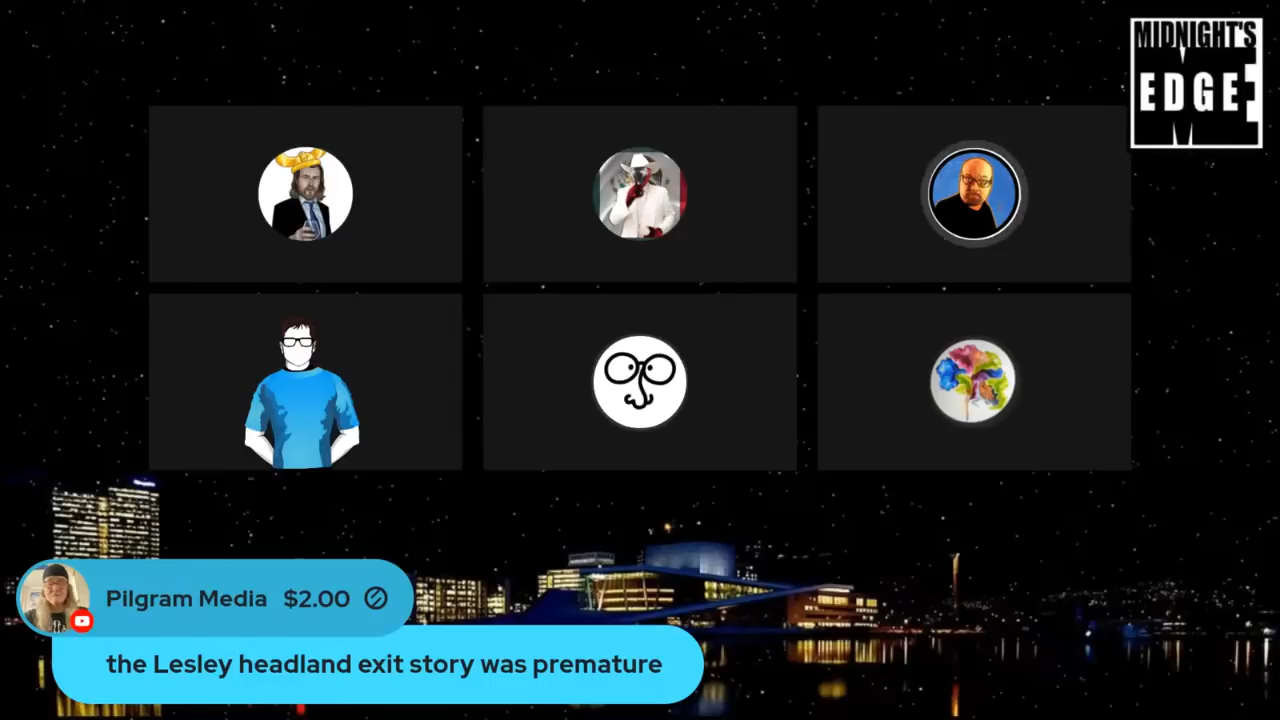 MIDNIGHT'S
EDGE
Pilgram Media $2.00
the Lesley headland exit story was premature